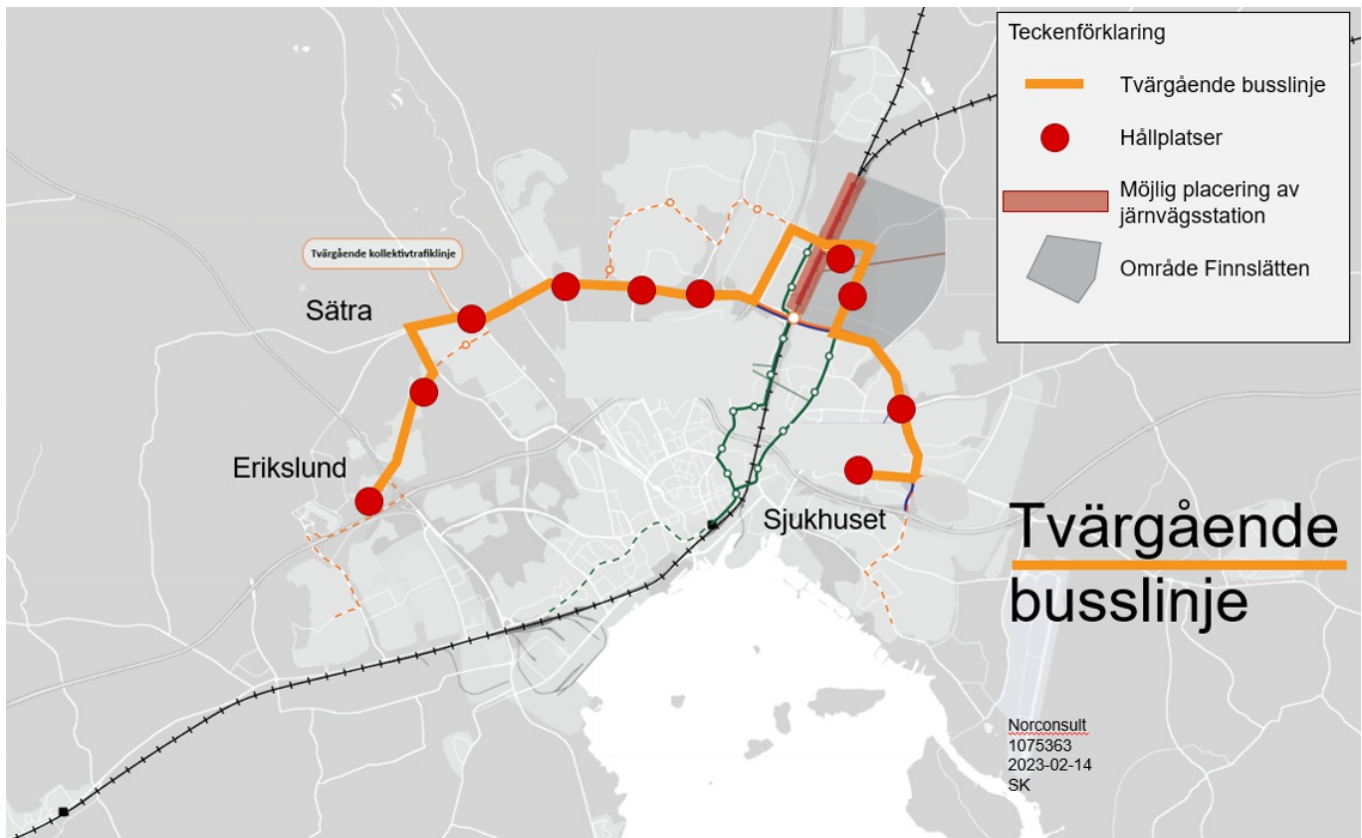 Teckenförklaring
Tvärgående busslinje
Hållplatser
Möjlig placering av
järnvägsstation
Område Finnslätten
Tvärgående kollektivtrafiklinje
Sätra
Erikslund
Sjukhuset
Tvärgående
busslinje
Norconsult
1075363
2023-02-14
SK